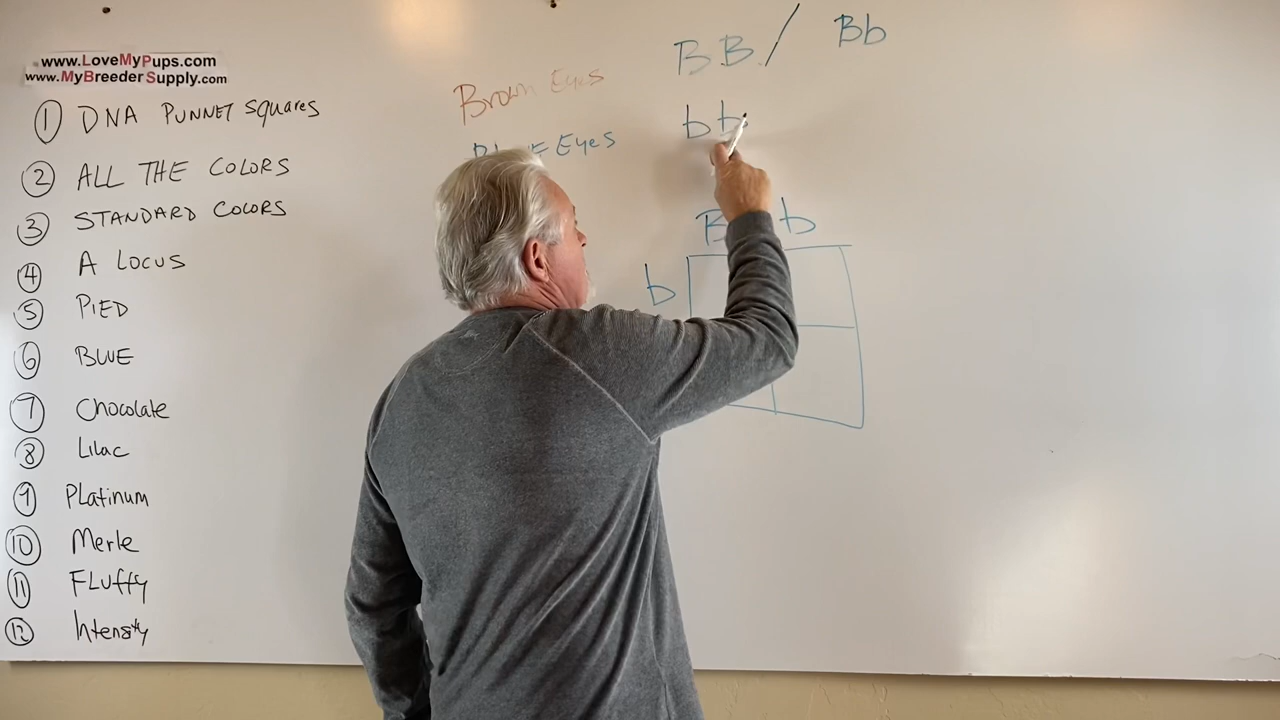 www.LoveMyPups.com
www.MyBreederSupply.com
1 DNA PUNNET SQUARES
2 ALL THE COLORS
3 STANDARD COLORS
4 A LOCUS
5 PIED
6 BLUE
7 Chocolate
8 Lilac
9 Platinum
10 Merle
11 FLuffy
12 Intensity
Brown Eyes
BB / Bb
Eyes
bb
B b
b